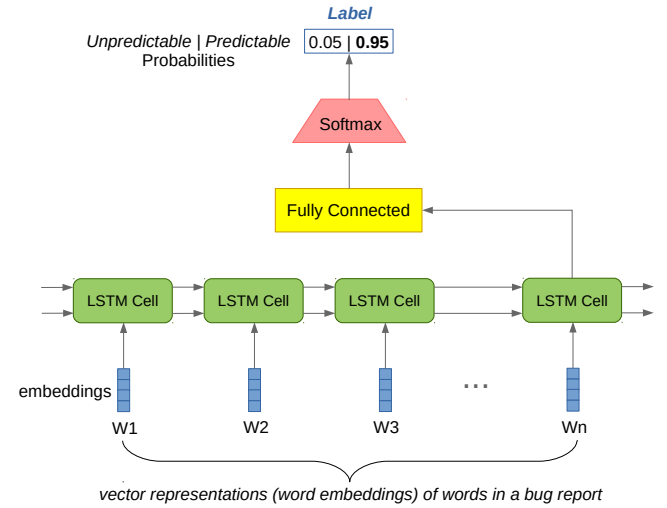 Label
Unpredictable | Predictable
Probabilities
0.05 | 0.95
Softmax
Fully Connected
LSTM Cell
LSTM Cell
LSTM Cell
LSTM Cell
embeddings
...
W1
W2
W3
Wn
vector representations (word embeddings) of words in a bug report